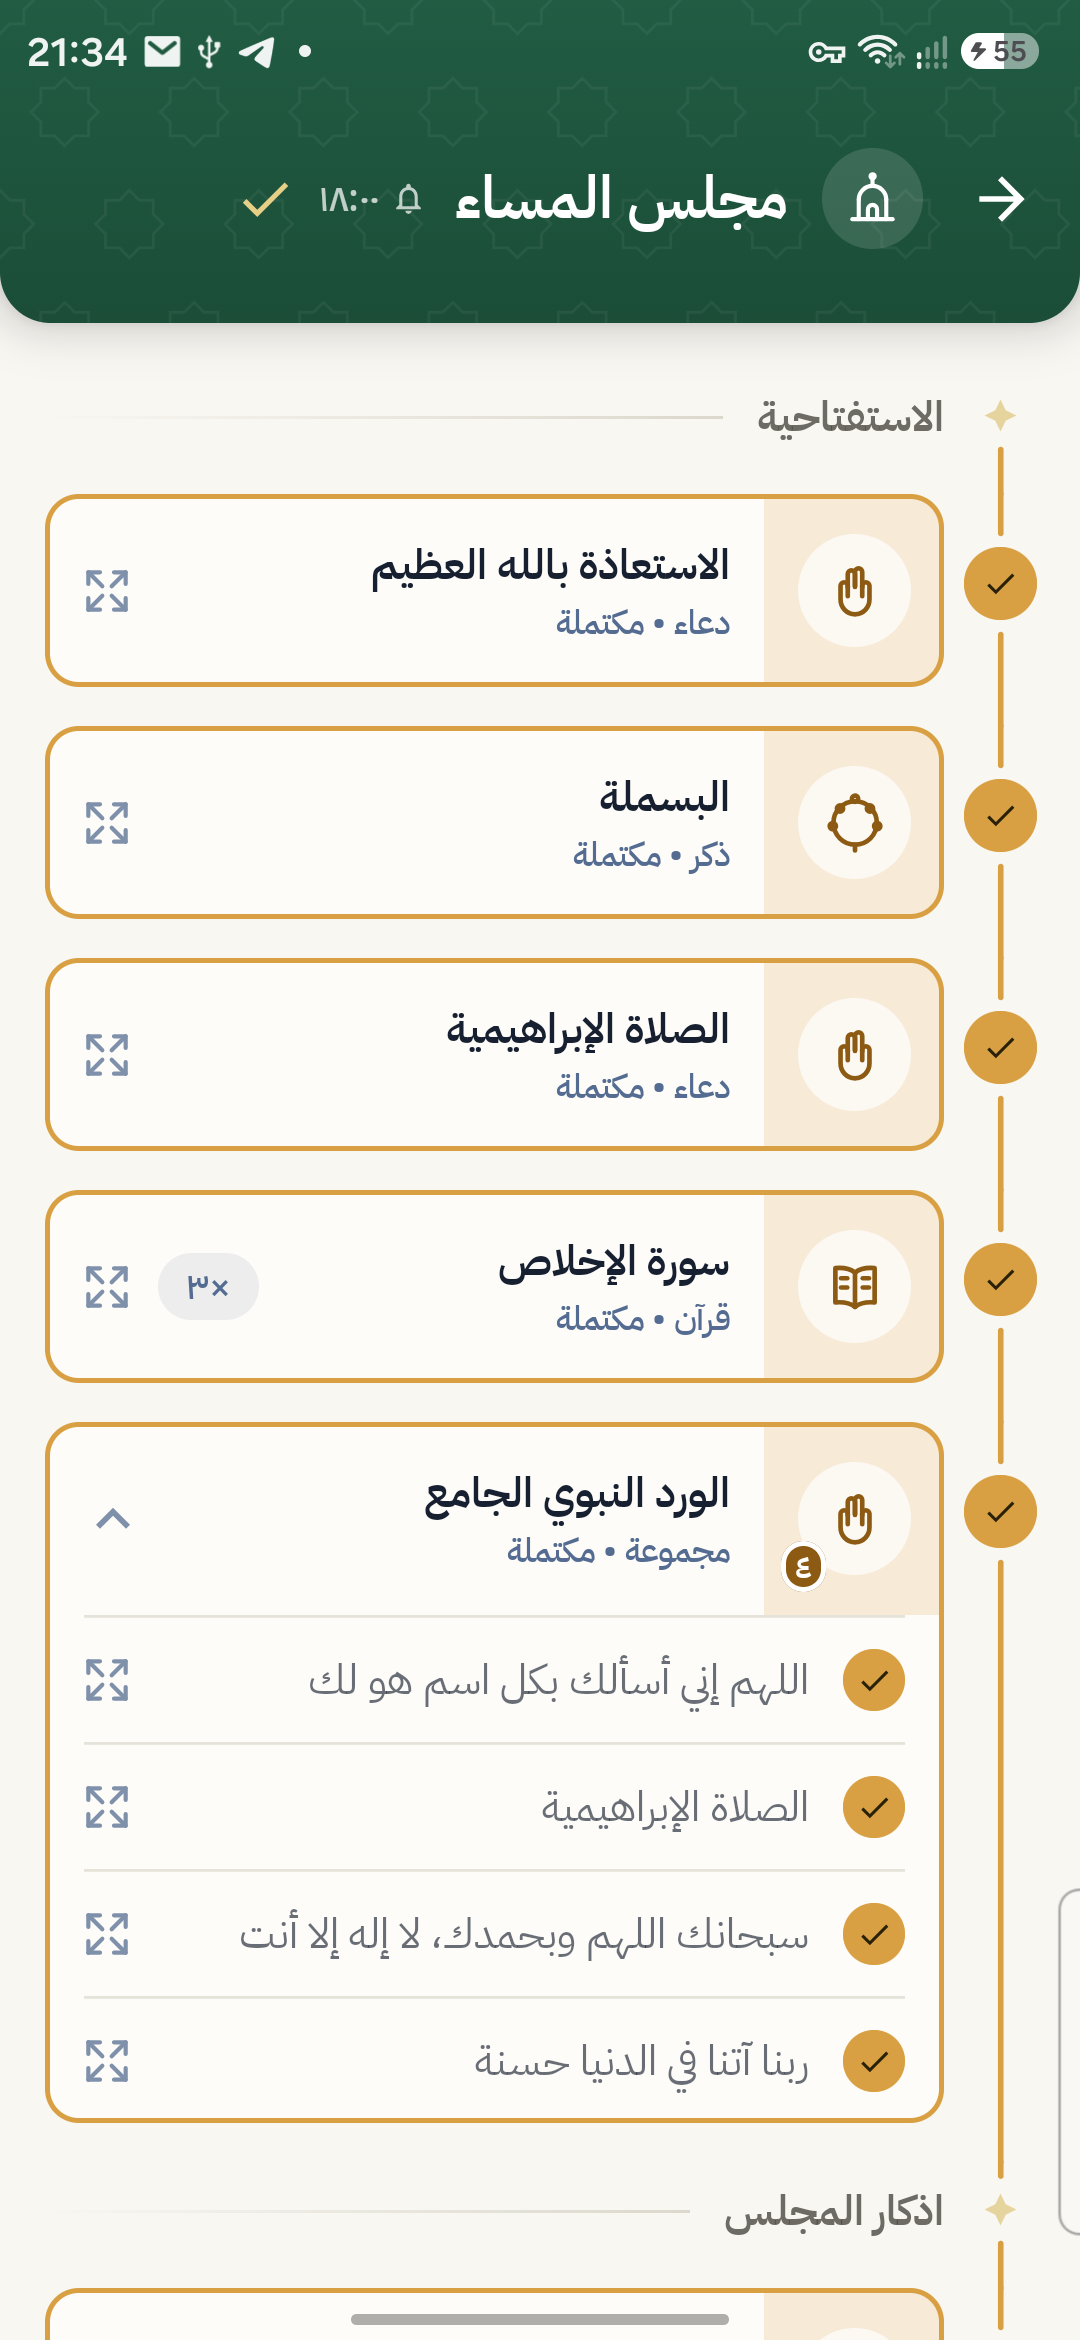 21:34
55
مجلس المساء ١٨:٠٠
الاستفتاحية
الاستعاذة بالله العظيم
دعاء • مكتملة
البسملة
ذكر • مكتملة
الصلاة الإبراهيمية
دعاء • مكتملة
سورة الإخلاص
×٣
قرآن • مكتملة
الورد النبوي الجامع
مجموعة • مكتملة
٤
اللهم إني أسألك بكل اسم هو لك
الصلاة الإبراهيمية
سبحانك اللهم وبحمدك، لا إله إلا أنت
ربنا آتنا في الدنيا حسنة
اذكار المجلس